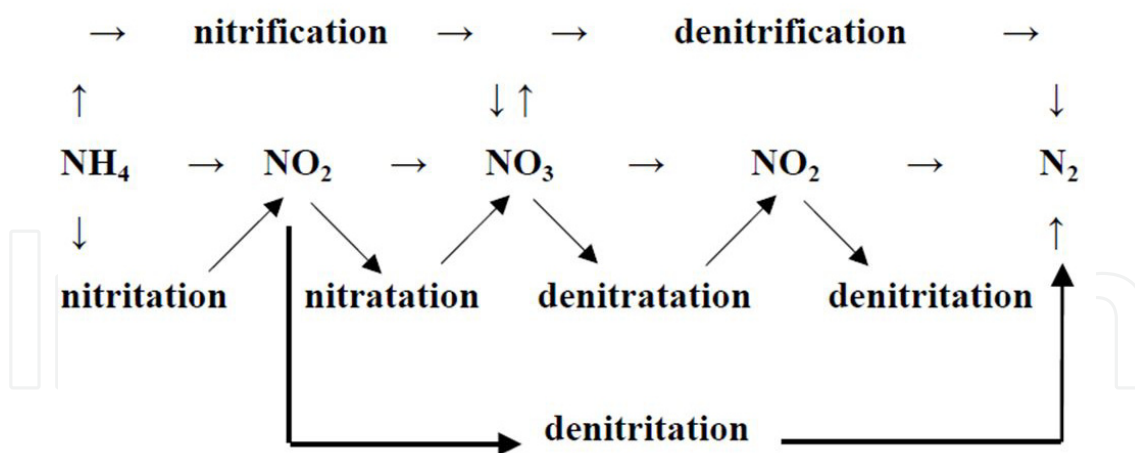 → nitrification → → denitrification →
↑ ↓↑ ↓
NH₄ → NO₂ → NO₃ → NO₂ → N₂
↓ ↑
nitritation nitratation denitratation denitritation
denitritation